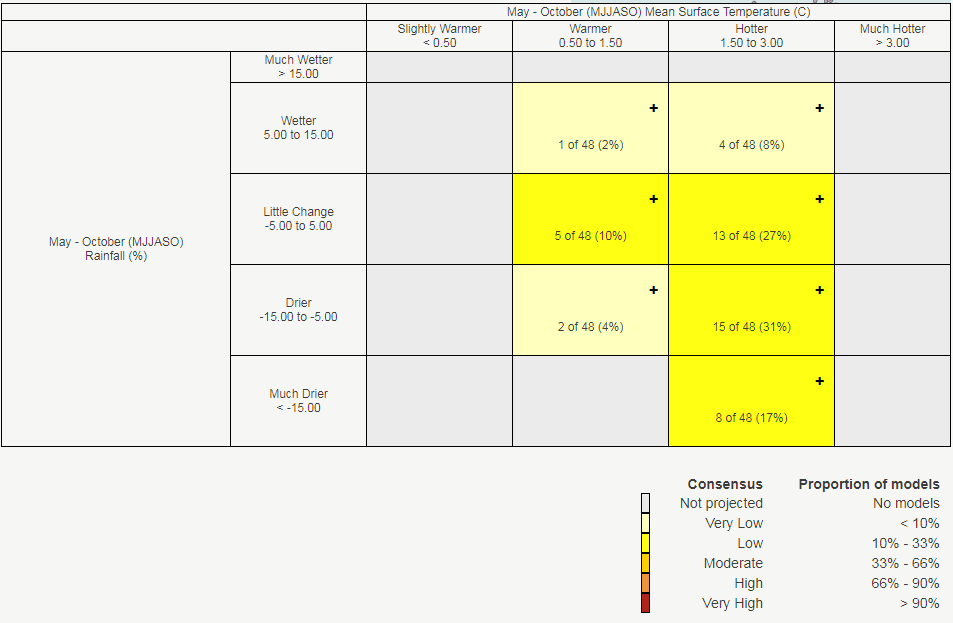 May - October (MJJASO) Mean Surface Temperature (C)
Slightly Warmer
< 0.50
Warmer
0.50 to 1.50
Hotter
1.50 to 3.00
Much Hotter
> 3.00
May - October (MJJASO)
Rainfall (%)
Much Wetter
> 15.00
Wetter
5.00 to 15.00
+
1 of 48 (2%)
+
4 of 48 (8%)
Little Change
-5.00 to 5.00
+
5 of 48 (10%)
+
13 of 48 (27%)
Drier
-15.00 to -5.00
+
2 of 48 (4%)
+
15 of 48 (31%)
Much Drier
< -15.00
+
8 of 48 (17%)
Consensus Proportion of models
Not projected No models
Very Low < 10%
Low 10% - 33%
Moderate 33% - 66%
High 66% - 90%
Very High > 90%